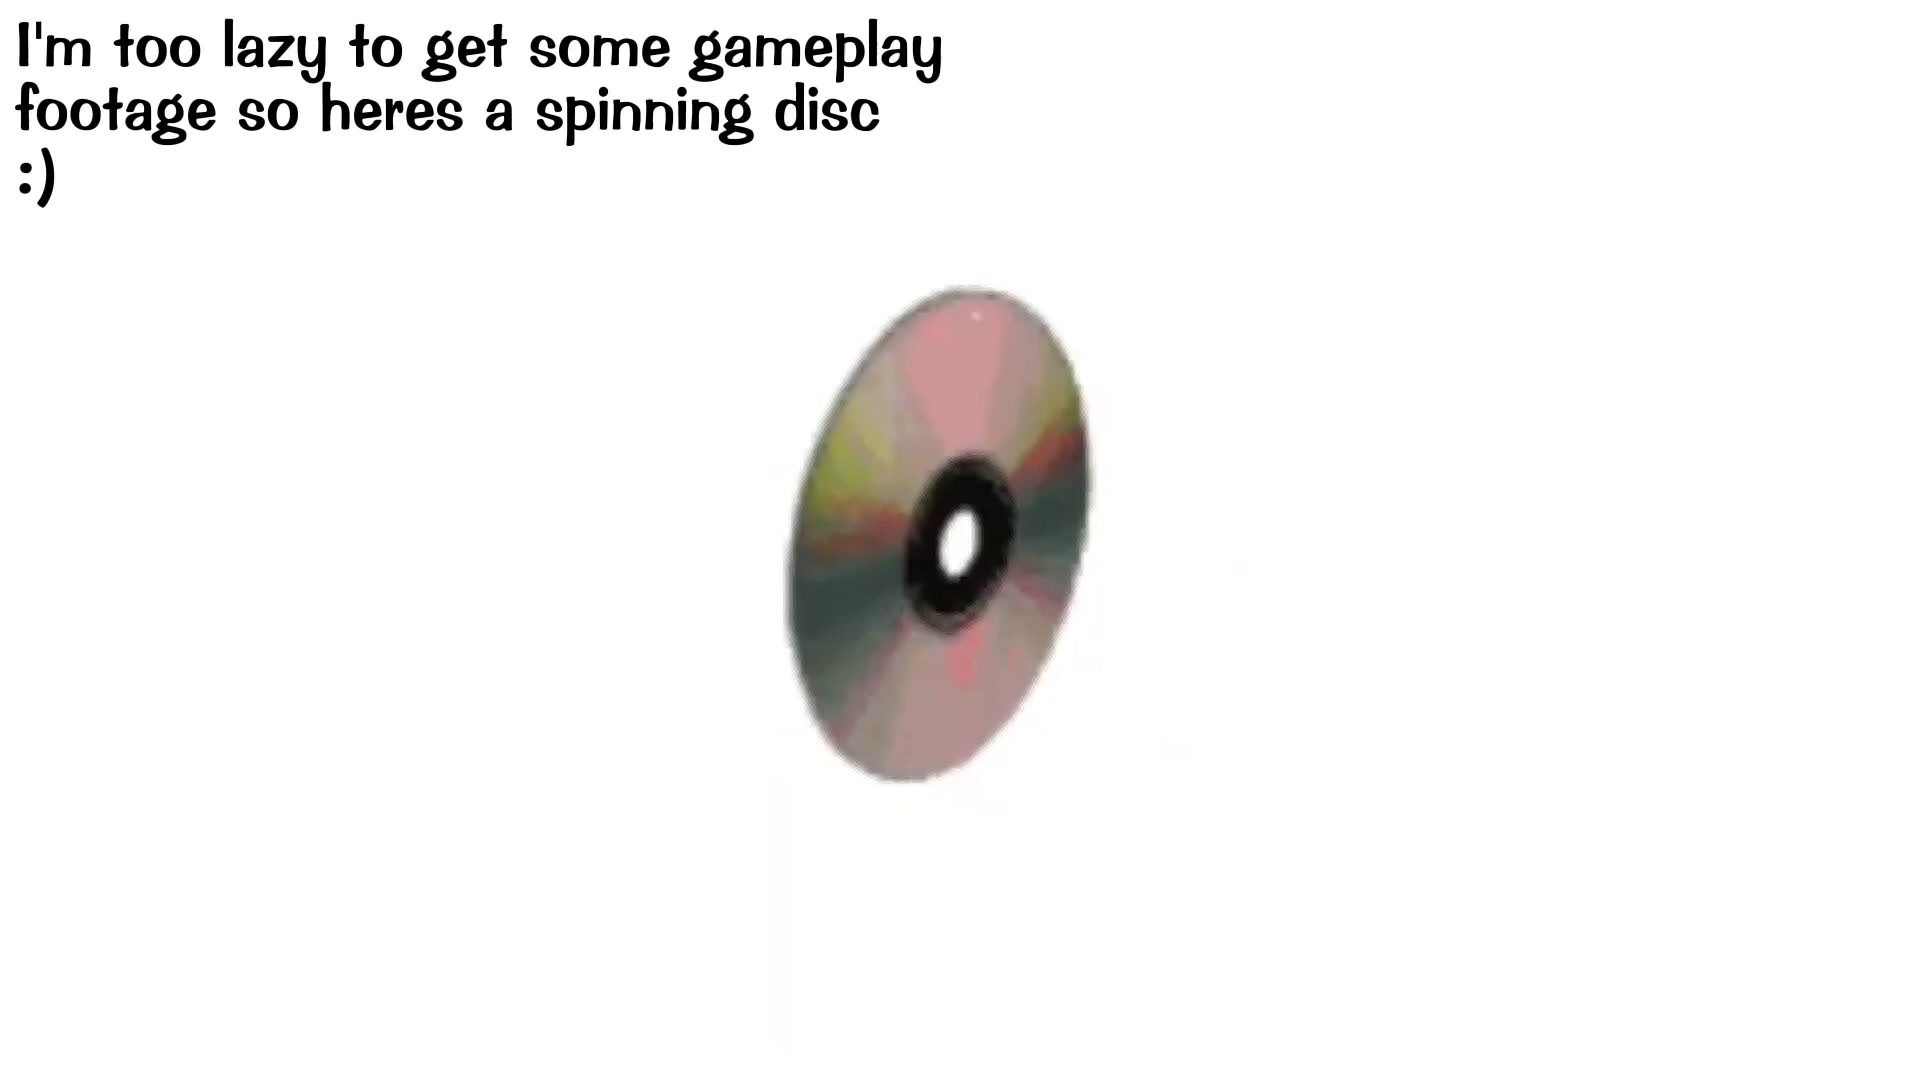 I'm too lazy to get some gameplay
footage so heres a spinning disc
:)